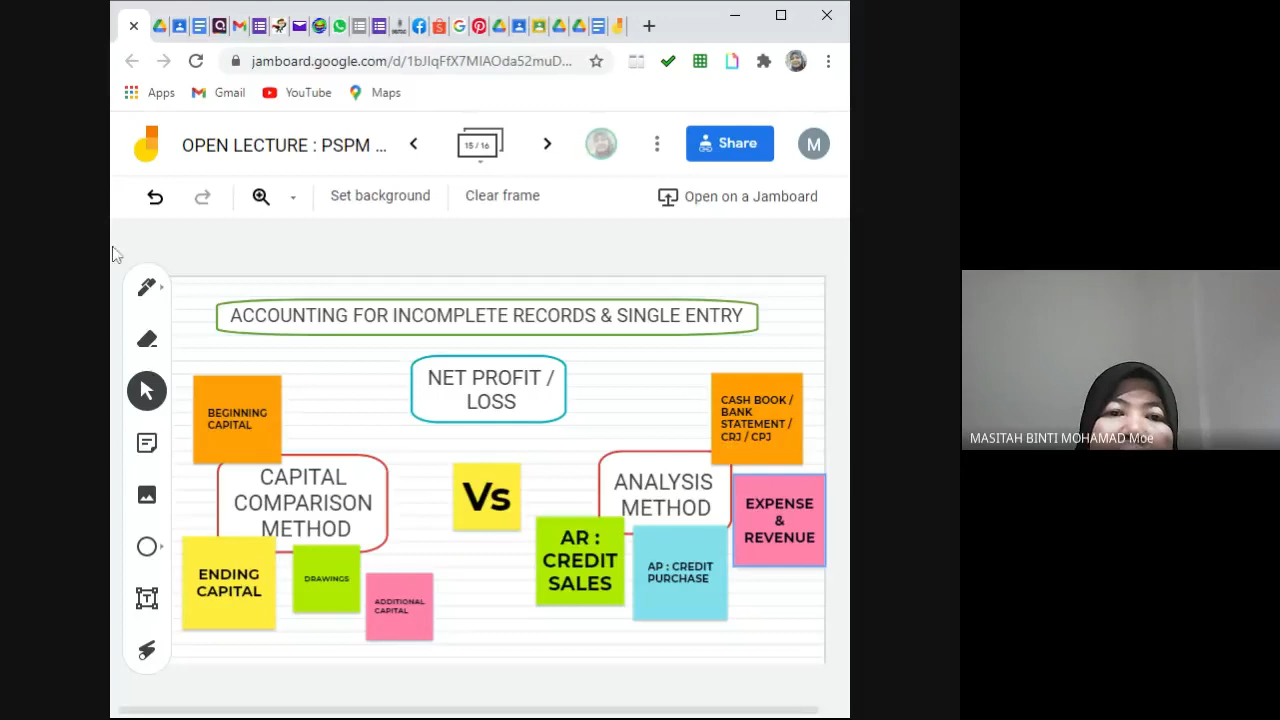 jamboard.google.com/d/1bJlqFfX7MlAOda52muD...
Apps
Gmail
YouTube
Maps
OPEN LECTURE : PSPM ...
15 / 16
Share
M
Set background
Clear frame
Open on a Jamboard
ACCOUNTING FOR INCOMPLETE RECORDS & SINGLE ENTRY
NET PROFIT /
LOSS
BEGINNING
CAPITAL
CAPITAL
COMPARISON
METHOD
ENDING
CAPITAL
DRAWINGS
ADDITIONAL
CAPITAL
Vs
ANALYSIS
METHOD
CASH BOOK /
BANK
STATEMENT /
CRJ / CPJ
EXPENSE
&
REVENUE
AR :
CREDIT
SALES
AP : CREDIT
PURCHASE
MASITAH BINTI MOHAMAD Moe